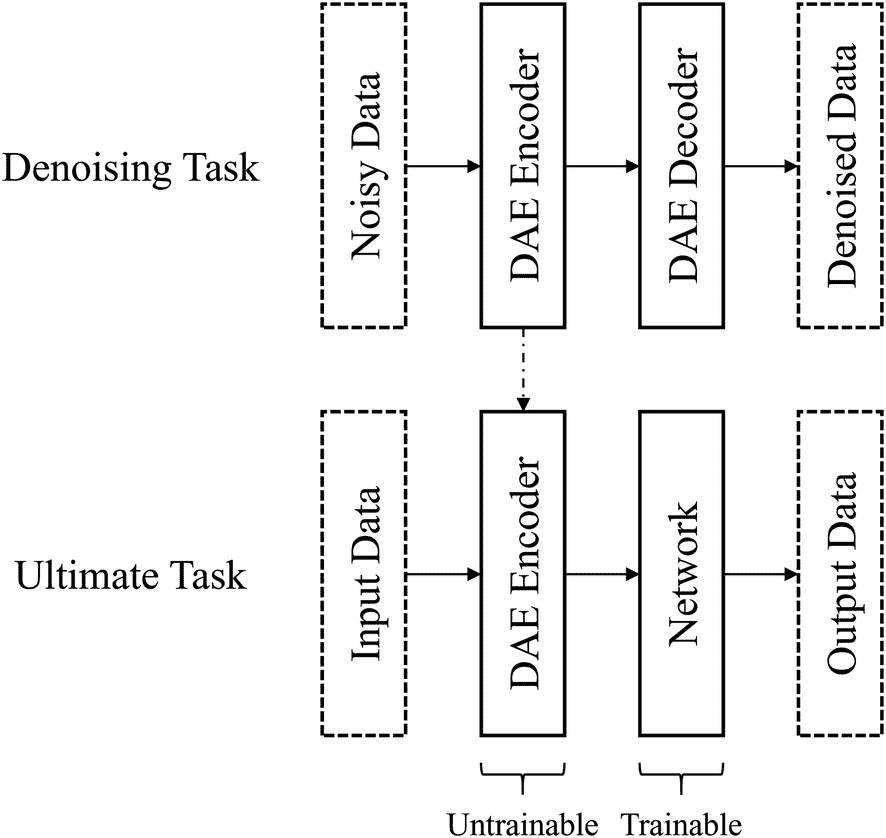 Denoising Task
Noisy Data
DAE Encoder
DAE Decoder
Denoised Data
Ultimate Task
Input Data
DAE Encoder
Network
Output Data
Untrainable
Trainable